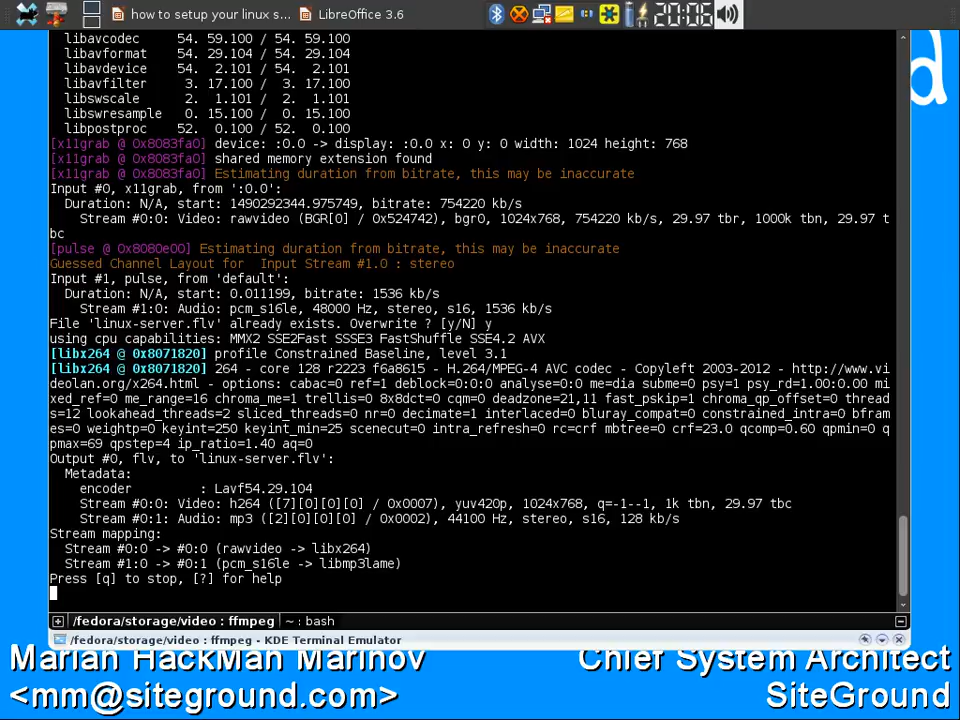 how to setup your linux s...
LibreOffice 3.6
20:06
libavcodec     54. 59.100 / 54. 59.100
libavformat    54. 29.104 / 54. 29.104
libavdevice    54.  2.101 / 54.  2.101
libavfilter     3. 17.100 /  3. 17.100
libswscale      2.  1.101 /  2.  1.101
libswresample   0. 15.100 /  0. 15.100
libpostproc    52.  0.100 / 52.  0.100
[x11grab @ 0x8083fa0] device: :0.0 -> display: :0.0 x: 0 y: 0 width: 1024 height: 768
[x11grab @ 0x8083fa0] shared memory extension found
[x11grab @ 0x8083fa0] Estimating duration from bitrate, this may be inaccurate
Input #0, x11grab, from ':0.0':
Duration: N/A, start: 1490292344.975749, bitrate: 754220 kb/s
Stream #0:0: Video: rawvideo (BGR[0] / 0x524742), bgr0, 1024x768, 754220 kb/s, 29.97 tbr, 1000k tbn, 29.97 t
bc
[pulse @ 0x8080e00] Estimating duration from bitrate, this may be inaccurate
Guessed Channel Layout for  Input Stream #1.0 : stereo
Input #1, pulse, from 'default':
Duration: N/A, start: 0.011199, bitrate: 1536 kb/s
Stream #1:0: Audio: pcm_s16le, 48000 Hz, stereo, s16, 1536 kb/s
File 'linux-server.flv' already exists. Overwrite ? [y/N] y
using cpu capabilities: MMX2 SSE2Fast SSSE3 FastShuffle SSE4.2 AVX
[libx264 @ 0x8071820] profile Constrained Baseline, level 3.1
[libx264 @ 0x8071820] 264 - core 128 r2223 f6a8615 - H.264/MPEG-4 AVC codec - Copyleft 2003-2012 - http://www.vi
deolan.org/x264.html - options: cabac=0 ref=1 deblock=0:0:0 analyse=0:0 me=dia subme=0 psy=1 psy_rd=1.00:0.00 mi
xed_ref=0 me_range=16 chroma_me=1 trellis=0 8x8dct=0 cqm=0 deadzone=21,11 fast_pskip=1 chroma_qp_offset=0 thread
s=12 lookahead_threads=2 sliced_threads=0 nr=0 decimate=1 interlaced=0 bluray_compat=0 constrained_intra=0 bfram
es=0 weightp=0 keyint=250 keyint_min=25 scenecut=0 intra_refresh=0 rc=crf mbtree=0 crf=23.0 qcomp=0.60 qpmin=0 q
pmax=69 qpstep=4 ip_ratio=1.40 aq=0
Output #0, flv, to 'linux-server.flv':
Metadata:
encoder         : Lavf54.29.104
Stream #0:0: Video: h264 ([7][0][0][0] / 0x0007), yuv420p, 1024x768, q=-1--1, 1k tbn, 29.97 tbc
Stream #0:1: Audio: mp3 ([2][0][0][0] / 0x0002), 44100 Hz, stereo, s16, 128 kb/s
Stream mapping:
Stream #0:0 -> #0:0 (rawvideo -> libx264)
Stream #1:0 -> #0:1 (pcm_s16le -> libmp3lame)
Press [q] to stop, [?] for help
/fedora/storage/video : ffmpeg
~ : bash
/fedora/storage/video : ffmpeg - KDE Terminal Emulator
Marian HackMan Marinov
Chief System Architect
<mm@siteground.com>
SiteGround